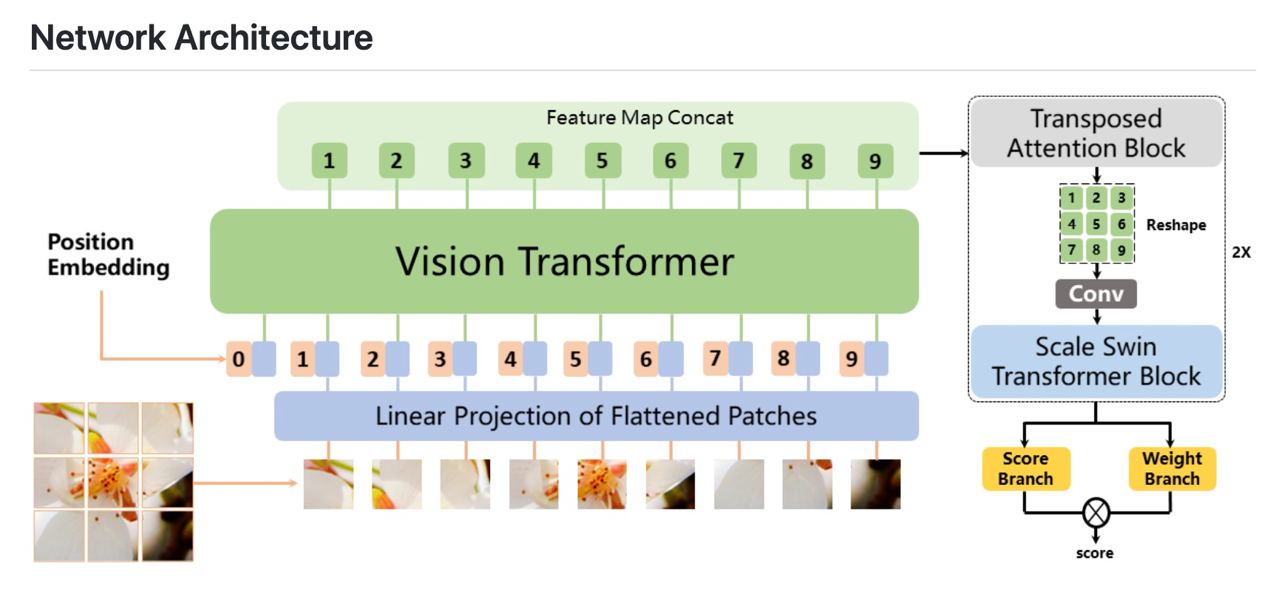 Network Architecture
Feature Map Concat
1 2 3 4 5 6 7 8 9
Vision Transformer
Position
Embedding
0 1 2 3 4 5 6 7 8 9
Linear Projection of Flattened Patches
Transposed
Attention Block
1 2 3
4 5 6
7 8 9
Reshape
Conv
2X
Scale Swin
Transformer Block
Score
Branch
Weight
Branch
score